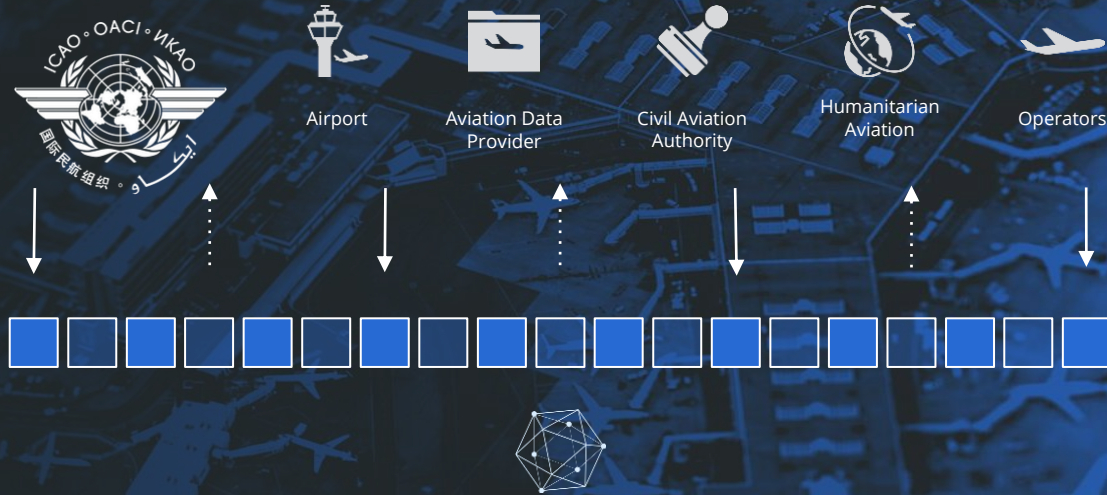 ICAO ° OACI ° ИКАО
国际民航组织 ° ايكاو
Airport
Aviation Data
Provider
Civil Aviation
Authority
Humanitarian
Aviation
Operators